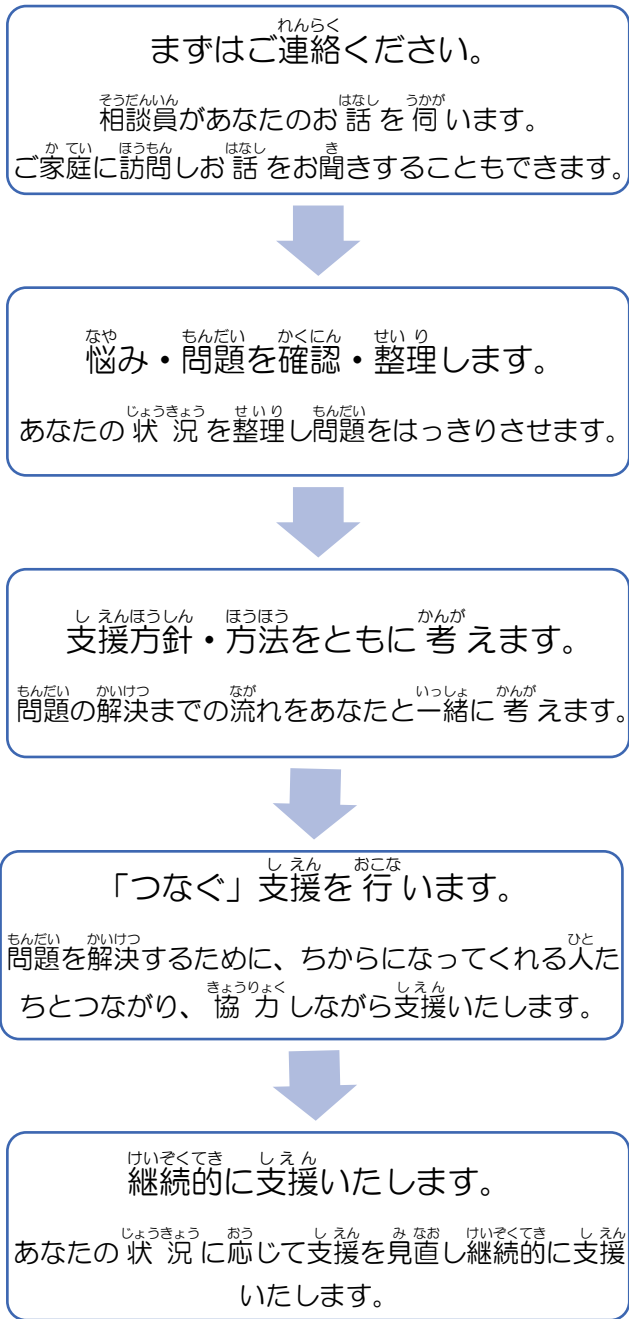 まずはご連絡ください。
相談員があなたのお話を伺います。
ご家庭に訪問しお話をお聞きすることもできます。
悩み・問題を確認・整理します。
あなたの状況を整理し問題をはっきりさせます。
支援方針・方法をともに考えます。
問題の解決までの流れをあなたと一緒に考えます。
「つなぐ」支援を行います。
問題を解決するために、ちからになってくれる人た
ちとつながり、協力しながら支援いたします。
継続的に支援いたします。
あなたの状況に応じて支援を見直し継続的に支援
いたします。